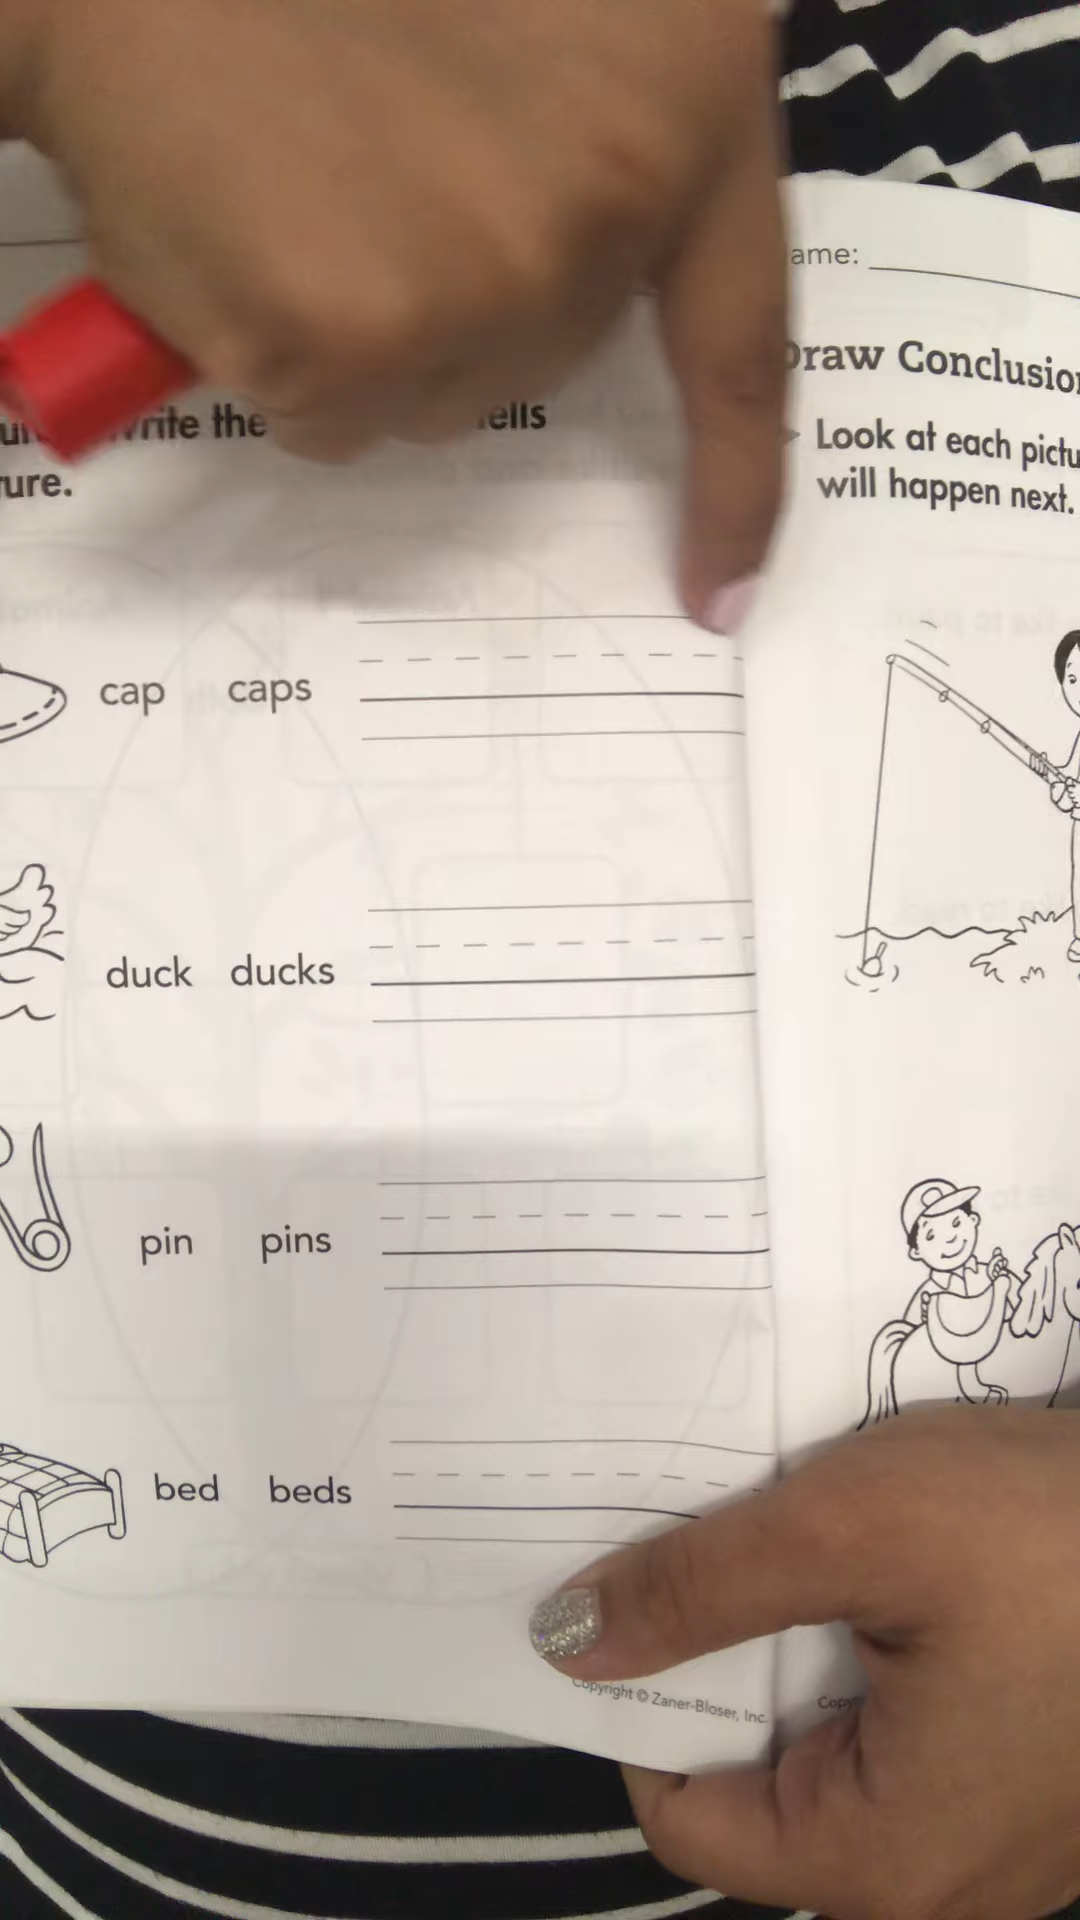 the
ells
ure.
cap caps
duck ducks
pin pins
bed beds
Copyright © Zaner-Bloser, Inc.
ame:
Draw Conclusion
Look at each pictu
will happen next.
Copy